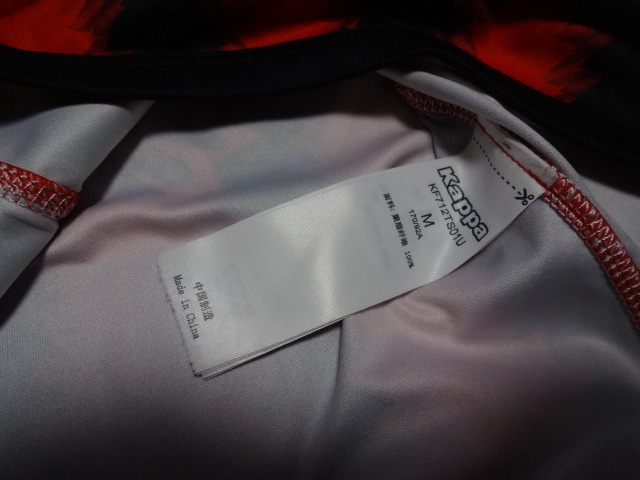 Kappa
KF712TS01U
M
170/92A
面料: 聚酯纤维 100%
中国制造
Made in China